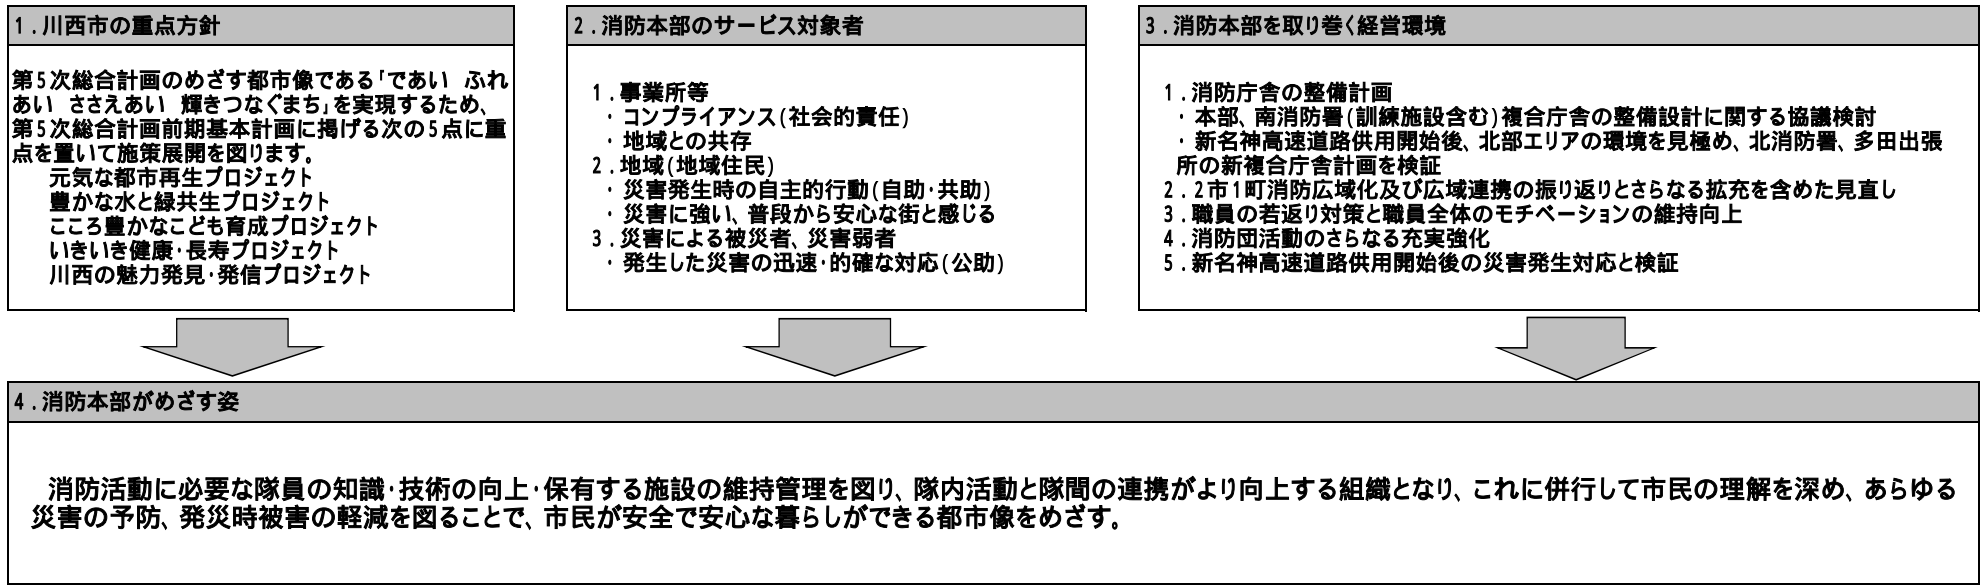 1．川西市の重点方針
第5次総合計画のめざす都市像である「であい　ふれ
あい　ささえあい　輝きつなぐまち」を実現するため、
第5次総合計画前期基本計画に掲げる次の5点に重
点を置いて施策展開を図ります。
元気な都市再生プロジェクト
豊かな水と緑共生プロジェクト
こころ豊かなこども育成プロジェクト
いきいき健康・長寿プロジェクト
川西の魅力発見・発信プロジェクト
2．消防本部のサービス対象者
1．事業所等
・コンプライアンス(社会的責任)
・地域との共存
2．地域(地域住民)
・災害発生時の自主的行動(自助・共助)
・災害に強い、普段から安心な街と感じる
3．災害による被災者、災害弱者
・発生した災害の迅速・的確な対応(公助)
3．消防本部を取り巻く経営環境
1．消防庁舎の整備計画
・本部、南消防署(訓練施設含む)複合庁舎の整備設計に関する協議検討
・新名神高速道路供用開始後、北部エリアの環境を見極め、北消防署、多田出張
所の新複合庁舎計画を検証
2．2市1町消防広域化及び広域連携の振り返りとさらなる拡充を含めた見直し
3．職員の若返り対策と職員全体のモチベーションの維持向上
4．消防団活動のさらなる充実強化
5．新名神高速道路供用開始後の災害発生対応と検証
4．消防本部がめざす姿
消防活動に必要な隊員の知識・技術の向上・保有する施設の維持管理を図り、隊内活動と隊間の連携がより向上する組織となり、これに併行して市民の理解を深め、あらゆる
災害の予防、発災時被害の軽減を図ることで、市民が安全で安心な暮らしができる都市像をめざす。